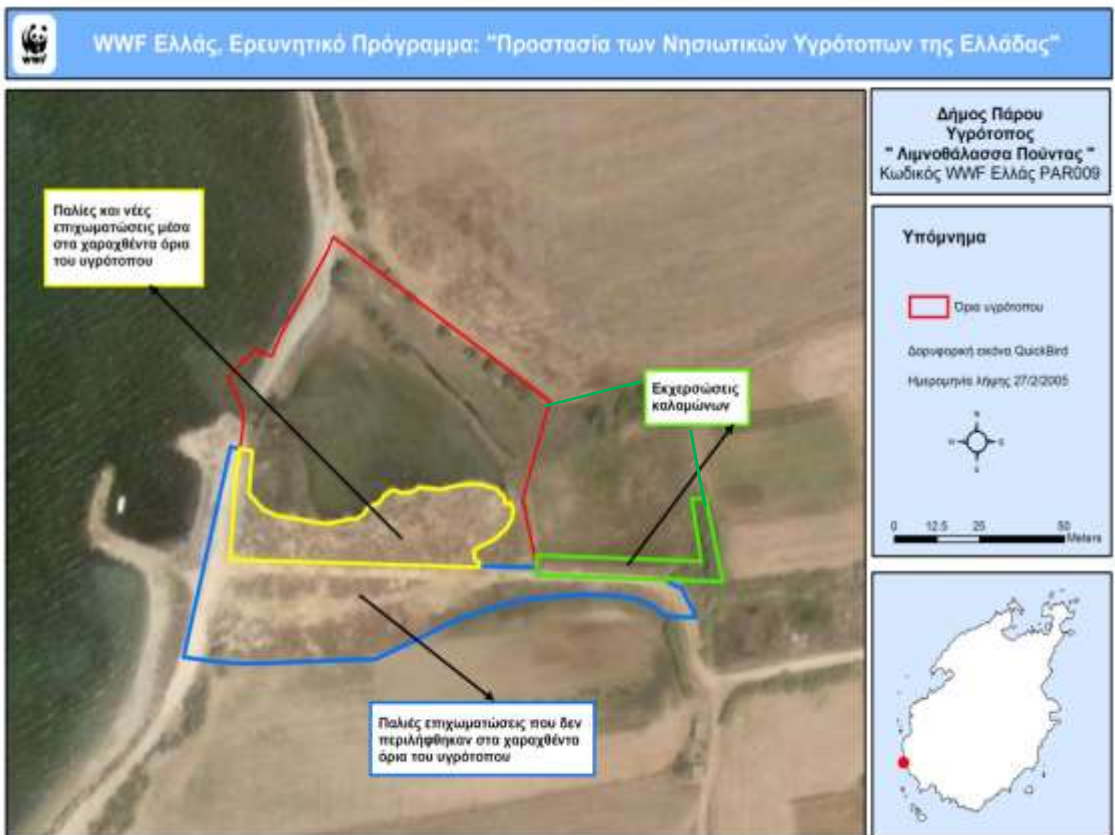 WWF
WWF Ελλάς, Ερευνητικό Πρόγραμμα: "Προστασία των Νησιωτικών Υγρότοπων της Ελλάδας"
Δήμος Πάρου
Υγρότοπος
" Λιμνοθάλασσα Πούντας "
Κωδικός WWF Ελλάς PAR009
Παλίες και νέες
επιχωματώσεις μέσα
στα χαραχθέντα όρια
του υγρότοπου
Εκχερσώσεις
καλαμώνων
Παλιές επιχωματώσεις που δεν
περιλήφθηκαν στα χαραχθέντα
όρια του υγρότοπου
Υπόμνημα
Όρια υγρότοπου
Δορυφορική εικόνα QuickBird
Ημερομηνία λήψης 27/2/2005
N
W E
S
0 12.5 25 50
Meters